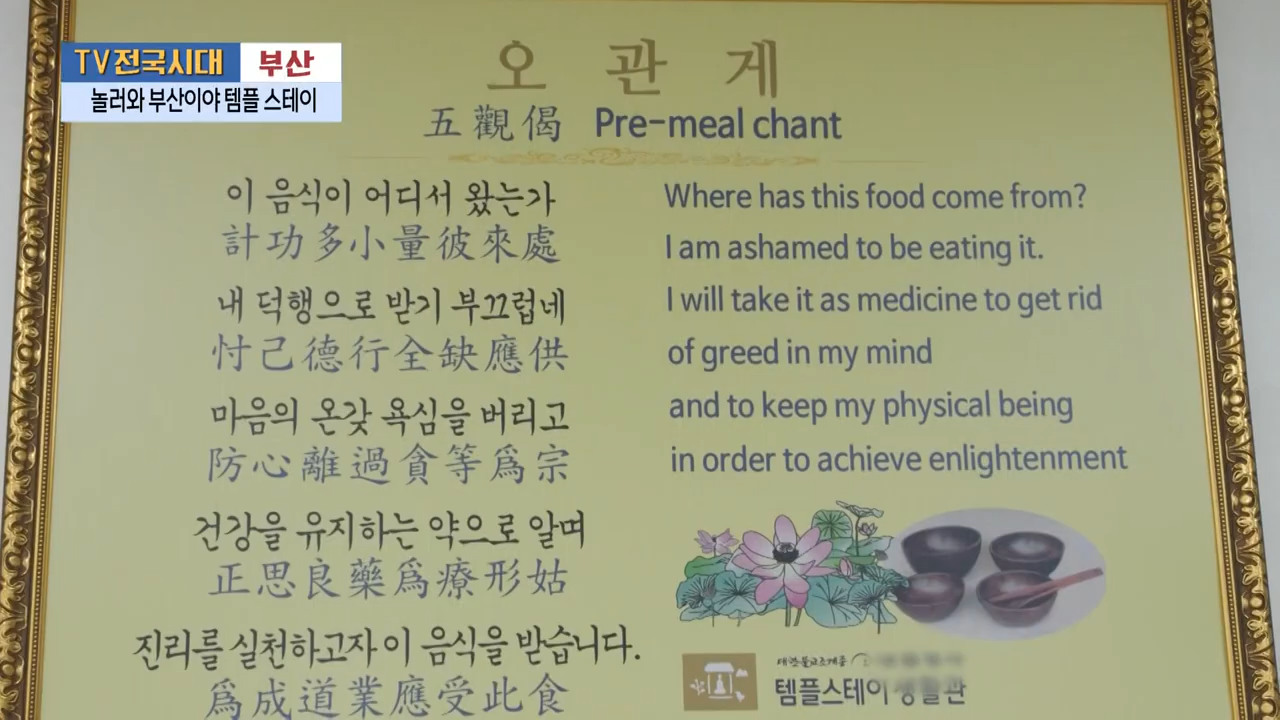 TV전국시대 부산
놀러와 부산이야 템플 스테이
오관게
五觀偈 Pre-meal chant
이 음식이 어디서 왔는가
計功多小量彼來處
내 덕행으로 받기 부끄럽네
忖己德行全缺應供
마음의 온갖 욕심을 버리고
防心離過貪等爲宗
건강을 유지하는 약으로 알며
正思良藥爲療形姑
진리를 실천하고자 이 음식을 받습니다.
爲成道業應受此食
Where has this food come from?
I am ashamed to be eating it.
I will take it as medicine to get rid
of greed in my mind
and to keep my physical being
in order to achieve enlightenment
대한불교조계종
템플스테이 생활관